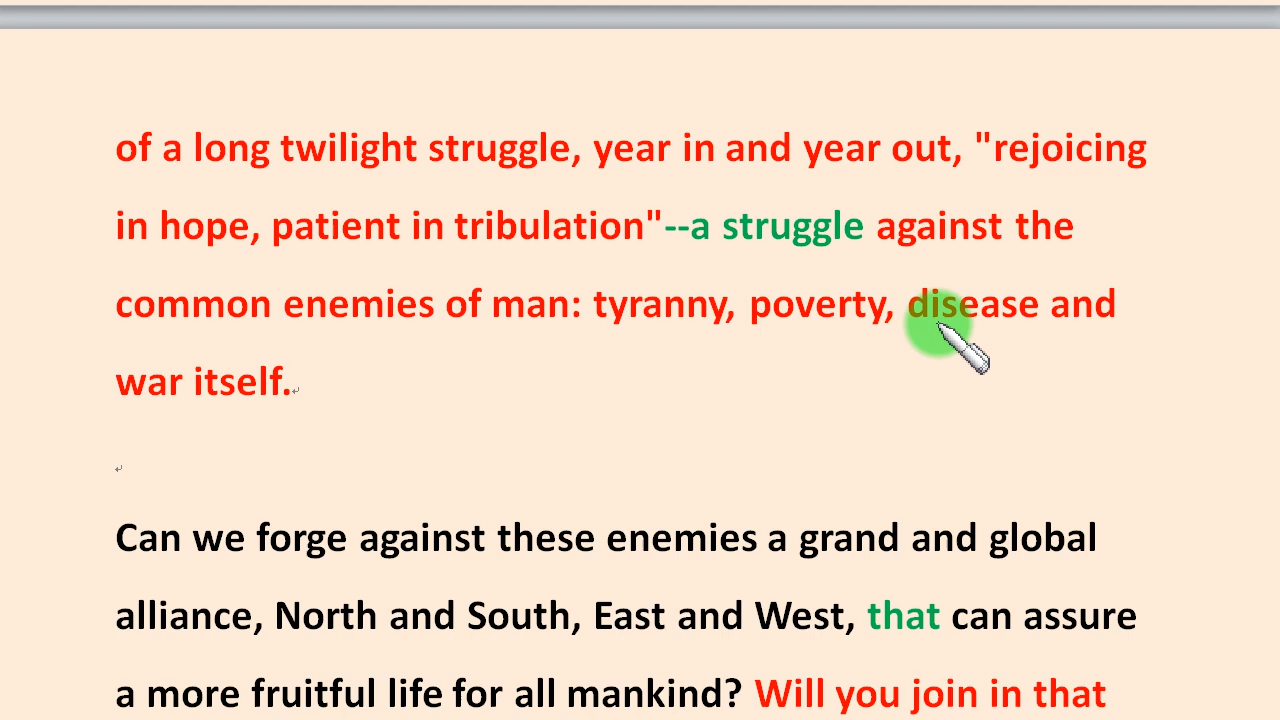 of a long twilight struggle, year in and year out, "rejoicing
in hope, patient in tribulation"--a struggle against the
common enemies of man: tyranny, poverty, disease and
war itself.
Can we forge against these enemies a grand and global
alliance, North and South, East and West, that can assure
a more fruitful life for all mankind? Will you join in that